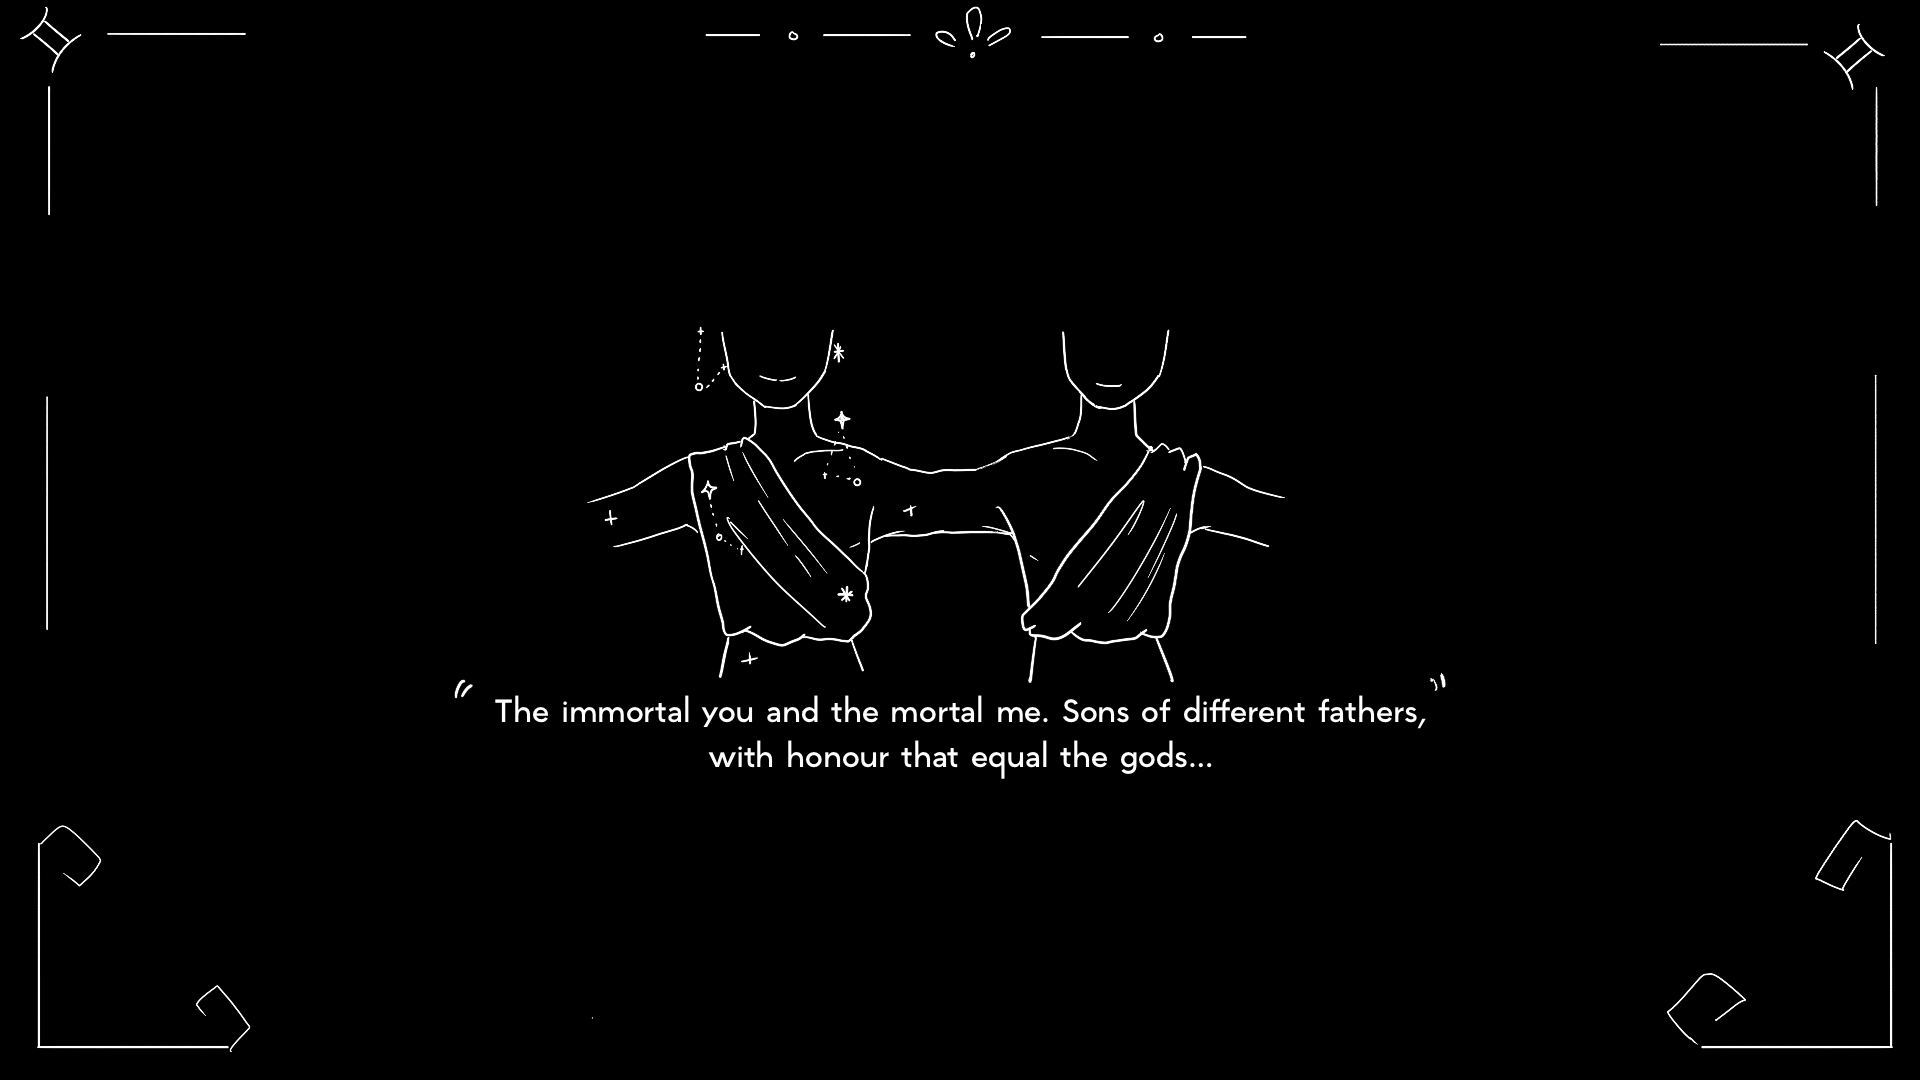 “ The immortal you and the mortal me. Sons of different fathers, ”
with honour that equal the gods...